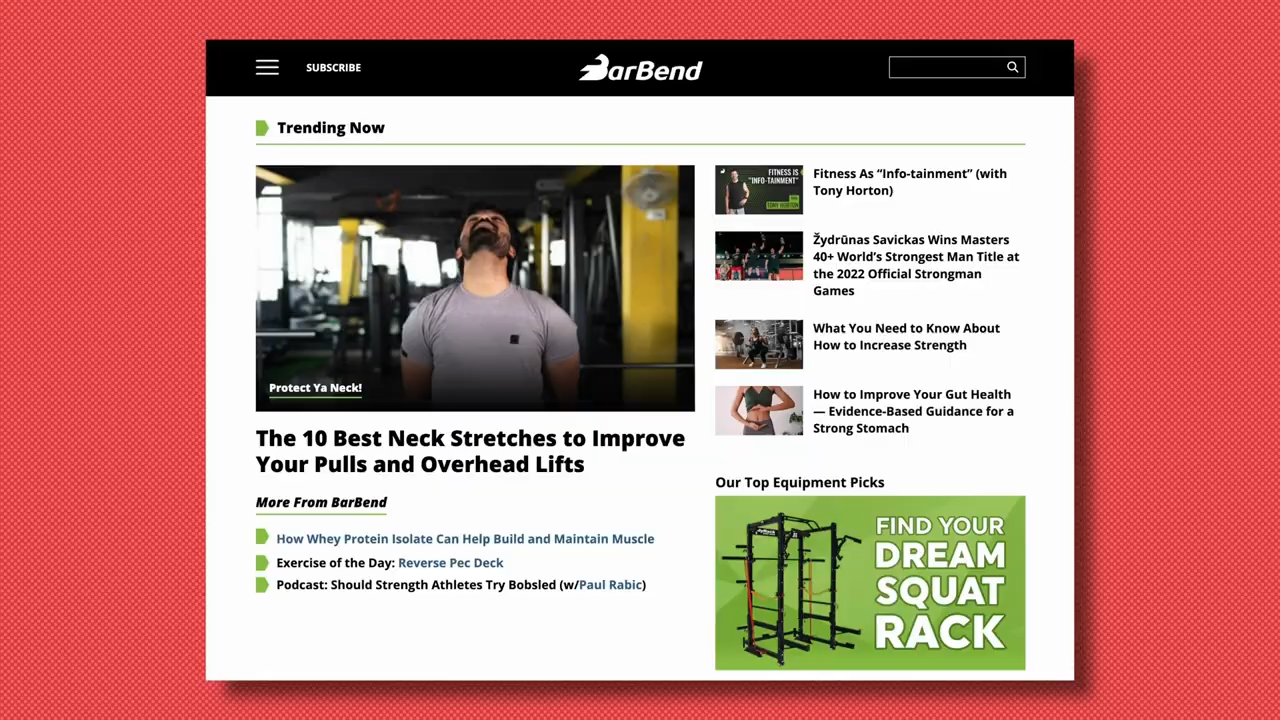 SUBSCRIBE
BarBend
Trending Now
Protect Ya Neck!
The 10 Best Neck Stretches to Improve
Your Pulls and Overhead Lifts
More From BarBend
How Whey Protein Isolate Can Help Build and Maintain Muscle
Exercise of the Day: Reverse Pec Deck
Podcast: Should Strength Athletes Try Bobsled (w/Paul Rabic)
FITNESS IS
"INFO-TAINMENT"
TONY HORTON
Fitness As “Info-tainment” (with
Tony Horton)
Žydrūnas Savickas Wins Masters
40+ World’s Strongest Man Title at
the 2022 Official Strongman
Games
What You Need to Know About
How to Increase Strength
How to Improve Your Gut Health
— Evidence-Based Guidance for a
Strong Stomach
Our Top Equipment Picks
FIND YOUR
DREAM
SQUAT
RACK